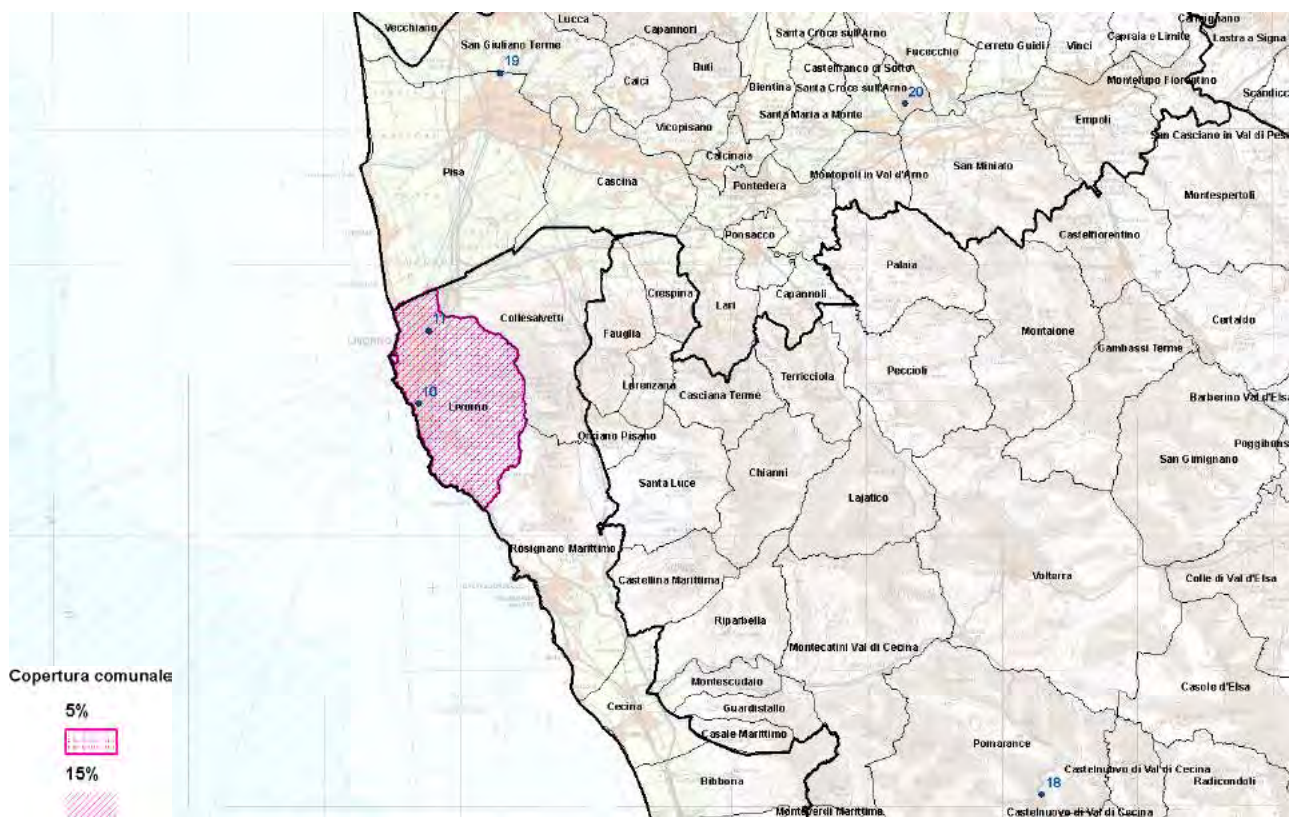 Vecchiano
Lucca
Capannori
Santa Croce sull'Arno
Fucecchio
Cerreto Guidi
Vinci
Capraia e Limite
Carmignano
Lastra a Signa
San Giuliano Terme
19
Calci
Buti
Bientina
Castelfranco di Sotto
Santa Croce sull'Arno
20
Montelupo Fiorentino
Scandicc
Vicopisano
Santa Maria a Monte
Empoli
San Casciano in Val di Pesa
Pisa
Cascina
Calcinaia
Pontedera
Montopoli in Val d'Arno
San Miniato
Montespertoli
Ponsacco
Castelfiorentino
Palaia
Crespina
Lari
Capannoli
11
Collesalvetti
Fauglia
Montaione
Certaldo
Gambassi Terme
Peccioli
Terricciola
Lorenzana
Casciana Terme
Barberino Val d'Elsa
10
Livorno
Orciano Pisano
Poggibons
San Gimignano
Santa Luce
Chianni
Lajatico
Rosignano Marittimo
Castellina Marittima
Volterra
Colle di Val d'Elsa
Riparbella
Montecatini Val di Cecina
Copertura comunale
Montescudaio
Casole d'Elsa
5%
Cecina
Guardistallo
Casale Marittimo
Pomarance
15%
Bibbona
Castelnuovo di Val di Cecina
Radicondoli
18
Monteverdi Marittimo
Castelnuovo di Val di Cecina